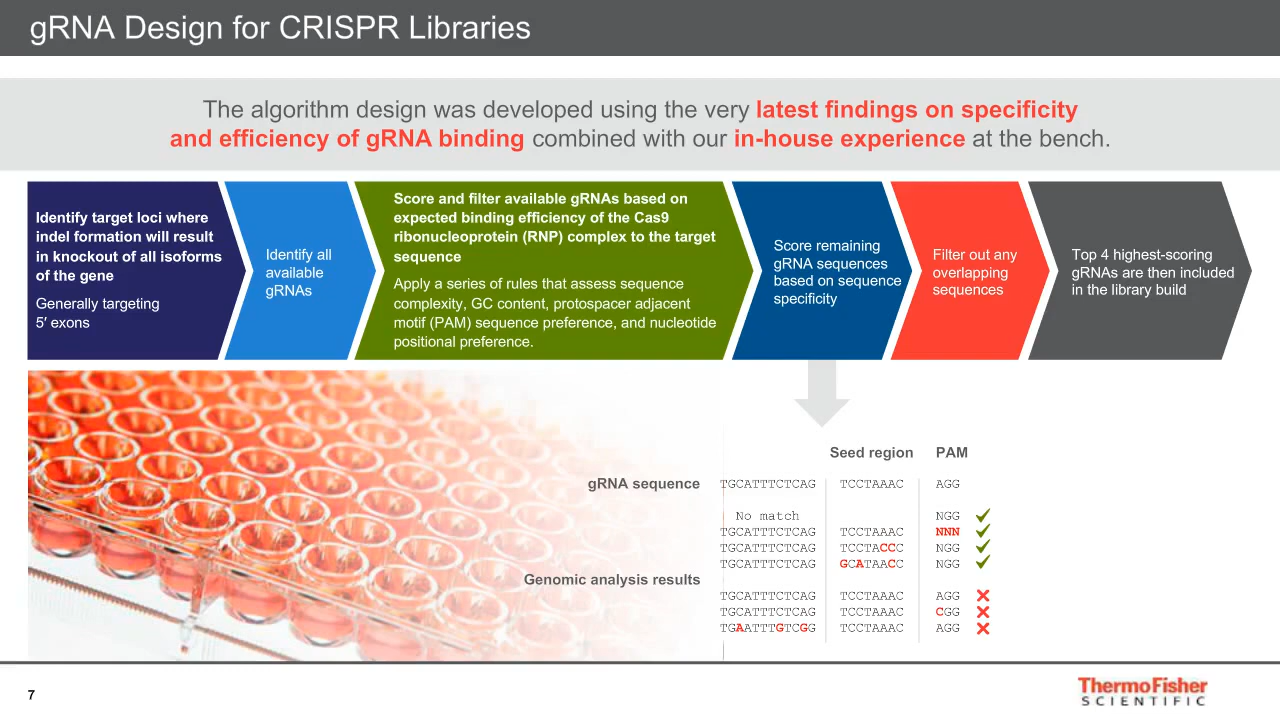 gRNA Design for CRISPR Libraries
The algorithm design was developed using the very latest findings on specificity
and efficiency of gRNA binding combined with our in-house experience at the bench.
Identify target loci where
indel formation will result
in knockout of all isoforms
of the gene
Generally targeting
5′ exons
Identify all
available
gRNAs
Score and filter available gRNAs based on
expected binding efficiency of the Cas9
ribonucleoprotein (RNP) complex to the target
sequence
Apply a series of rules that assess sequence
complexity, GC content, protospacer adjacent
motif (PAM) sequence preference, and nucleotide
positional preference.
Score remaining
gRNA sequences
based on sequence
specificity
Filter out any
overlapping
sequences
Top 4 highest-scoring
gRNAs are then included
in the library build
Seed region PAM
gRNA sequence TGCATTTCTCAG TCCTAAAC AGG
No match NGG
TGCATTTCTCAG TCCTAAAC NNN
TGCATTTCTCAG TCCTACCC NGG
TGCATTTCTCAG GCATAACC NGG
Genomic analysis results
TGCATTTCTCAG TCCTAAAC AGG
TGCATTTCTCAG TCCTAAAC CGG
TGAATTTGTCGG TCCTAAAC AGG
7
ThermoFisher
SCIENTIFIC